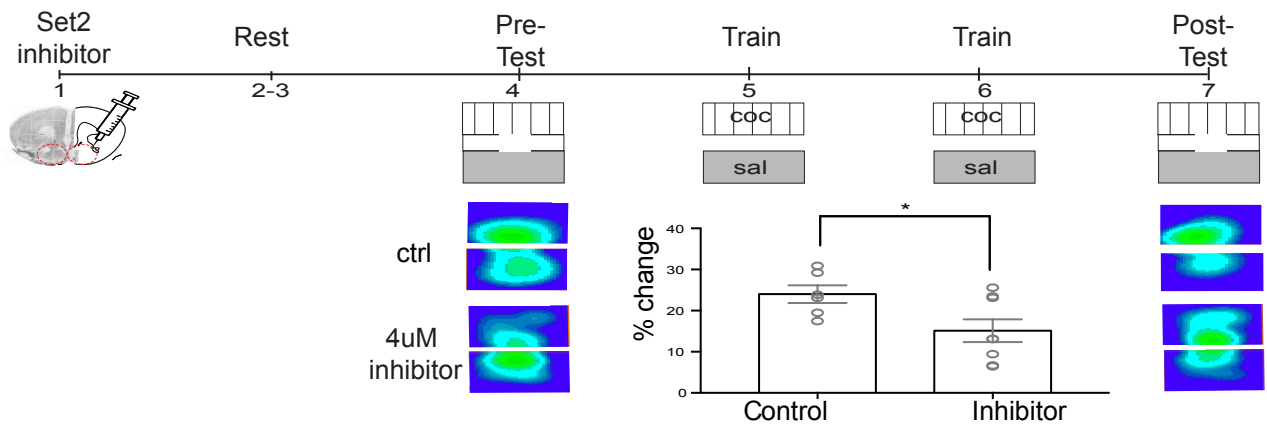 Set2
inhibitor
Rest
Pre-
Test
Train
Train
Post-
Test
1
2-3
4
5
6
7
coc
coc
sal
sal
ctrl
4uM
inhibitor
% change
40
30
20
10
0
*
Control
Inhibitor